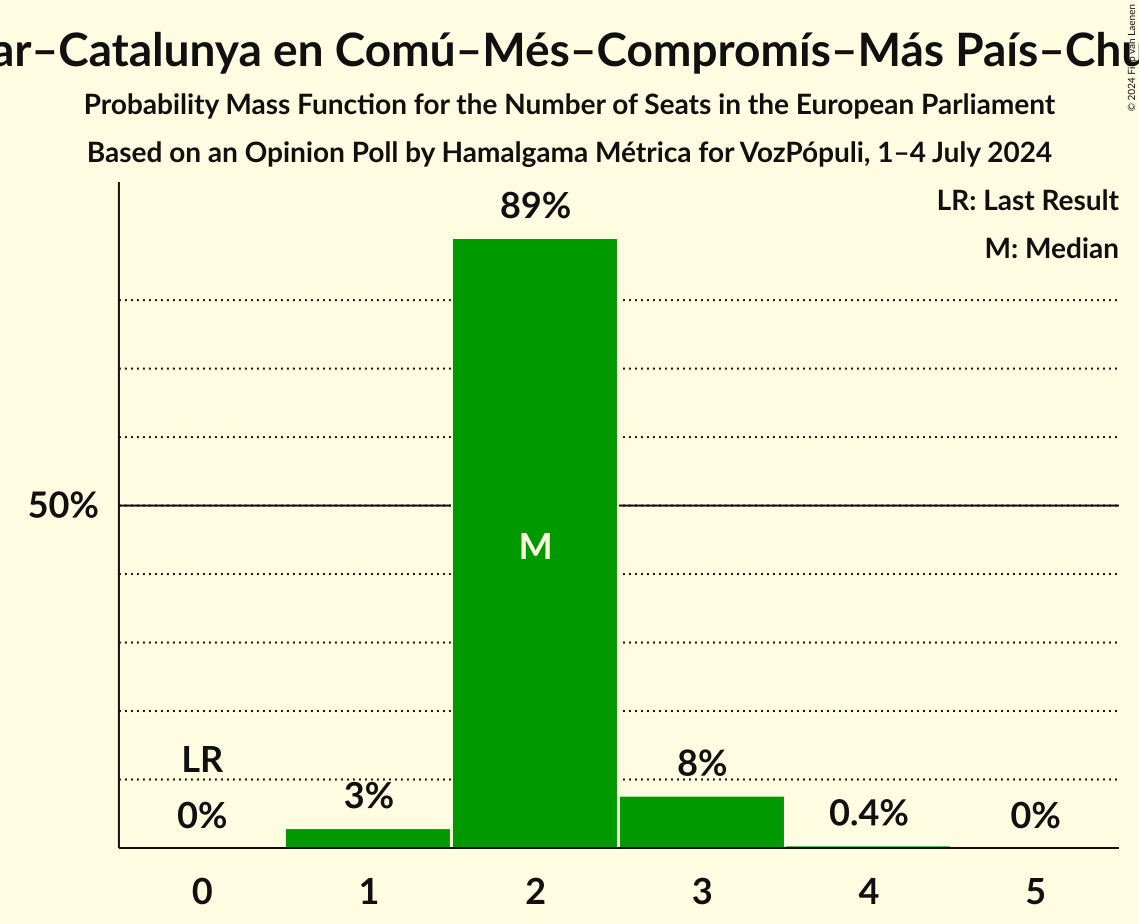 ar–Catalunya en Comú–Més–Compromís–Más País–Chu
Probability Mass Function for the Number of Seats in the European Parliament
Based on an Opinion Poll by Hamalgama Métrica for VozPópuli, 1–4 July 2024
© 2024 Filip van Laenen
LR: Last Result
M: Median
89%
50%
M
LR
0%
3%
8%
0.4%
0%
0 1 2 3 4 5